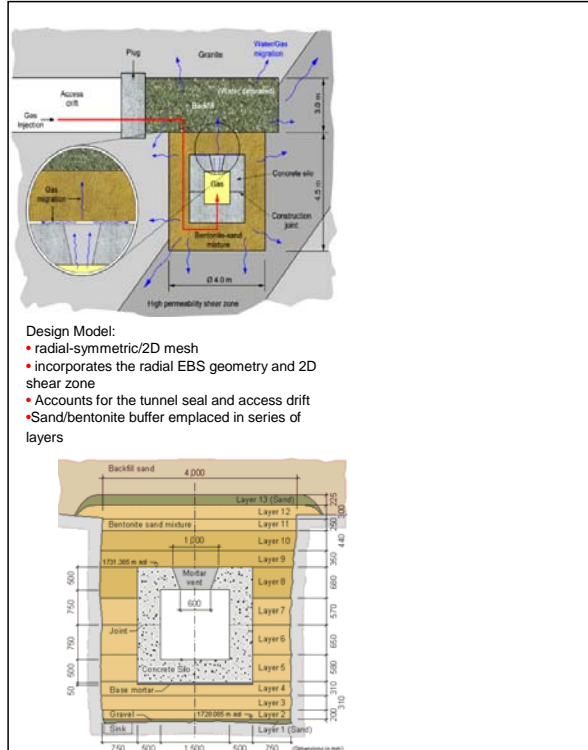 Granite
Water/Gas
migration
Plug
Access
drift
(Water saturated)
Backfill
3.0 m
Gas
Injection
Concrete silo
Gas
Gas
migration
4.5 m
Construction
joint
Bentonite-sand
mixture
Ø 4.0 m
High permeability shear zone
Design Model:
• radial-symmetric/2D mesh
• incorporates the radial EBS geometry and 2D
shear zone
• Accounts for the tunnel seal and access drift
•Sand/bentonite buffer emplaced in series of
layers
Backfill sand
4,000
Layer 13 (Sand)
225
Layer 12
300
Bentonite sand mixture
Layer 11
260
1,000
Layer 10
440
Layer 9
350
Mortar
vent
Layer 8
680
600
600
750
Layer 7
570
Joint
750
Layer 6
650
Concrete Silo
600
Layer 5
580
50
Base mortar
Layer 4
310
Layer 3
310
Gravel
Layer 2
200
Sink
Layer 1 (Sand)
750
500
1,500
500
750